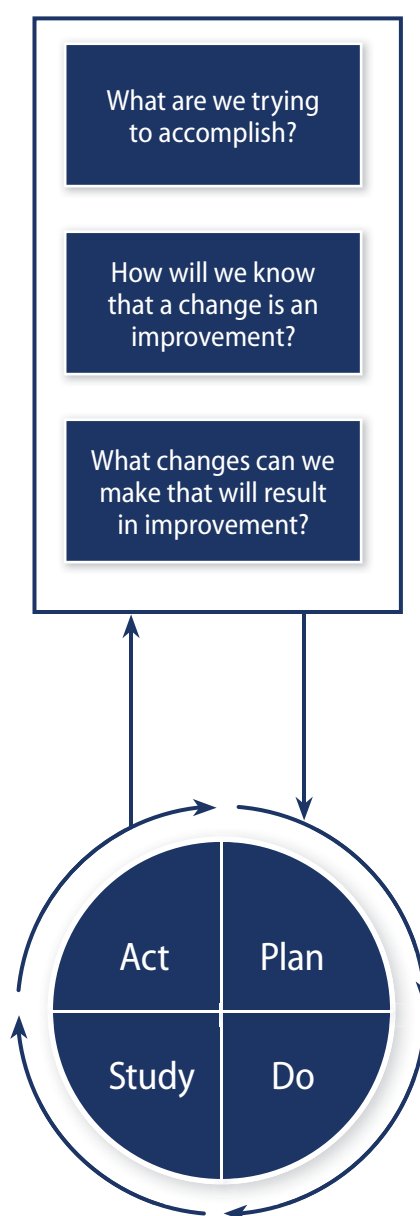 What are we trying
to accomplish?
How will we know
that a change is an
improvement?
What changes can we
make that will result
in improvement?
Act
Plan
Study
Do